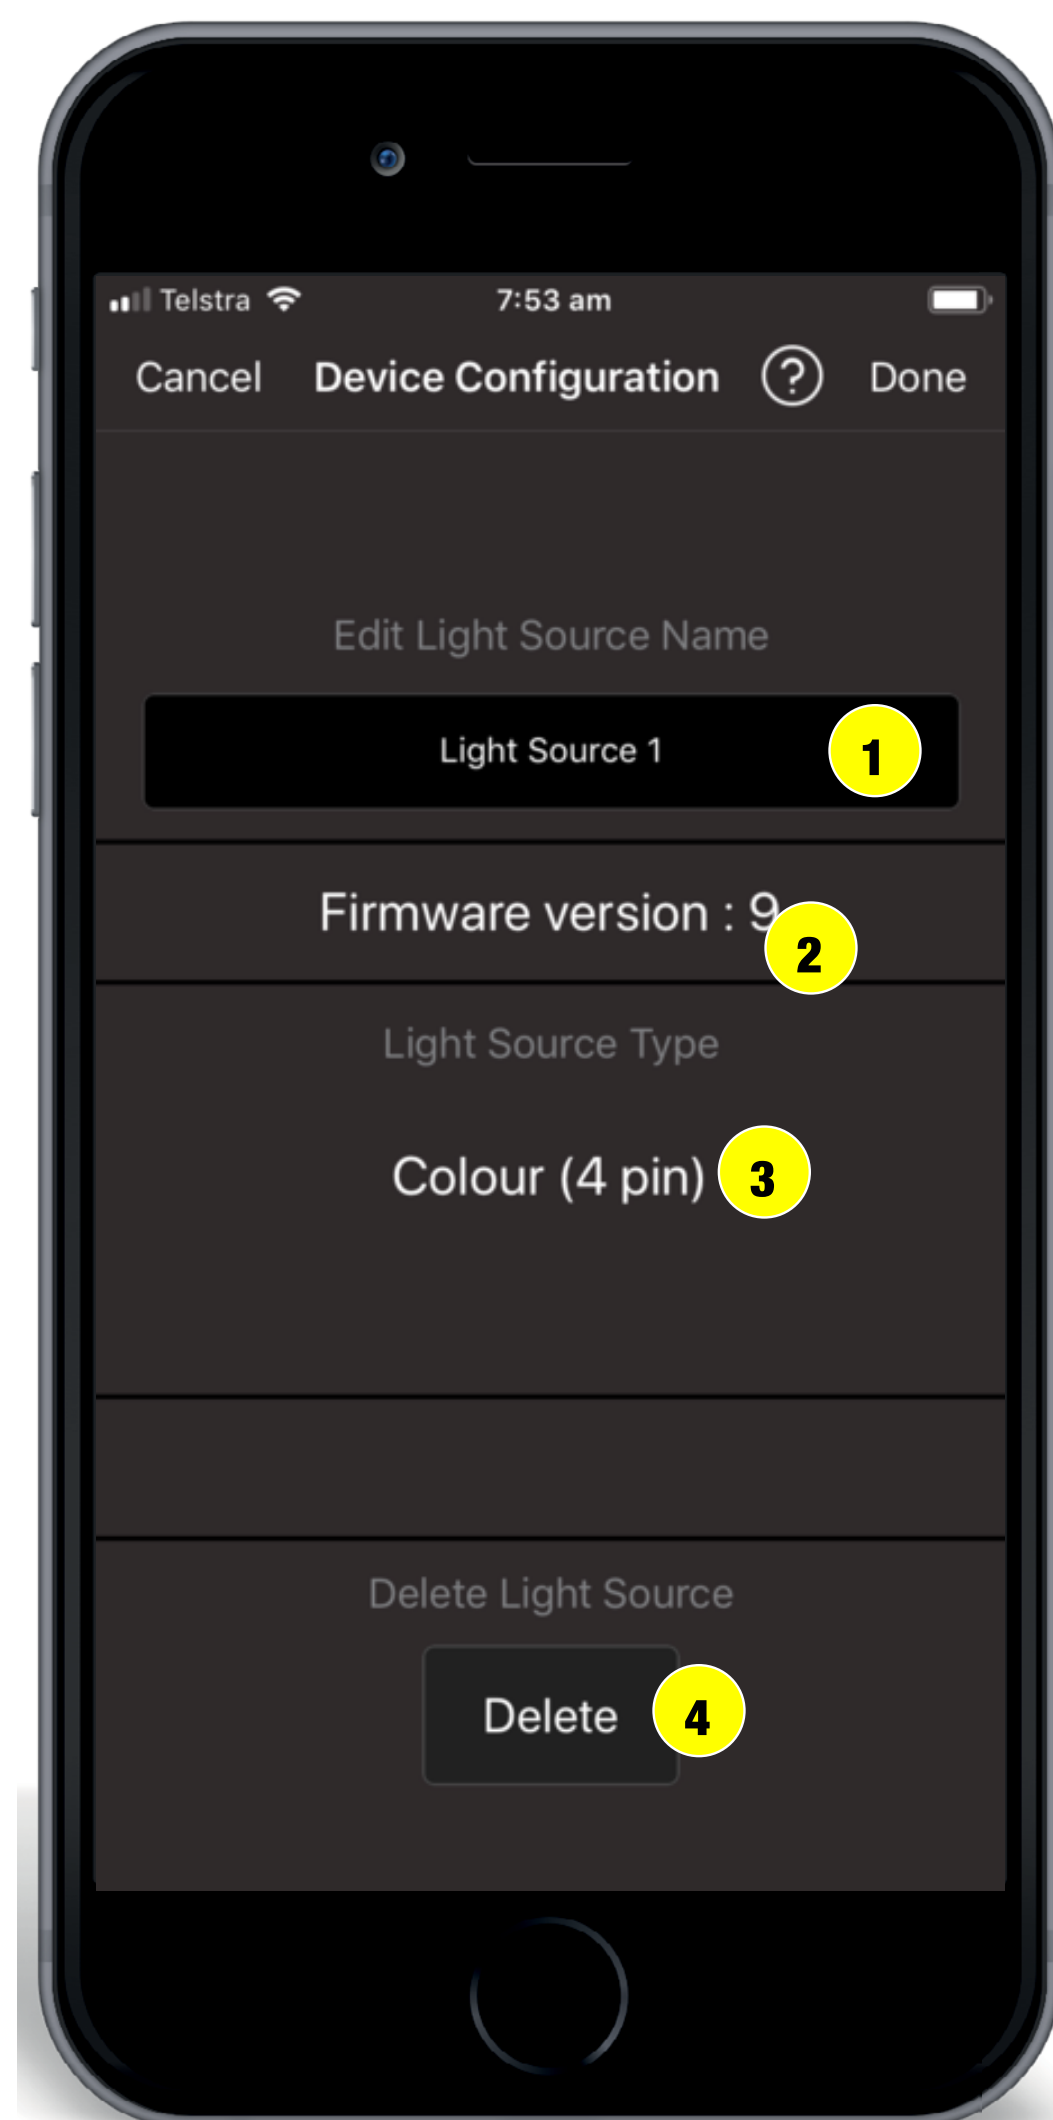 Telstra 7:53 am
Cancel Device Configuration ? Done
Edit Light Source Name
Light Source 1 1
Firmware version : 9
2
Light Source Type
Colour (4 pin) 3
Delete Light Source
Delete 4